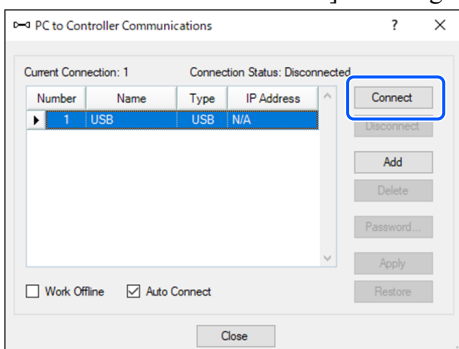 PC to Controller Communications ? ×
Current Connection: 1 Connection Status: Disconnected
Number Name Type IP Address
1 USB USB N/A
Connect
Disconnect
Add
Delete
Password...
Apply
Restore
Work Offline Auto Connect
Close